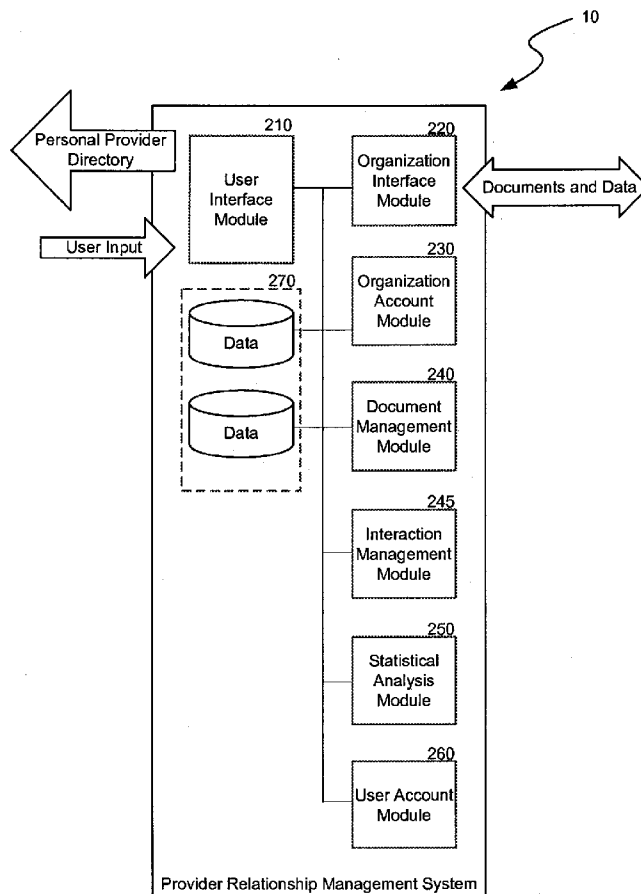 10
Personal Provider
Directory
User Input
210
User
Interface
Module
220
Organization
Interface
Module
Documents and Data
230
Organization
Account
Module
270
Data
Data
240
Document
Management
Module
245
Interaction
Management
Module
250
Statistical
Analysis
Module
260
User Account
Module
Provider Relationship Management System